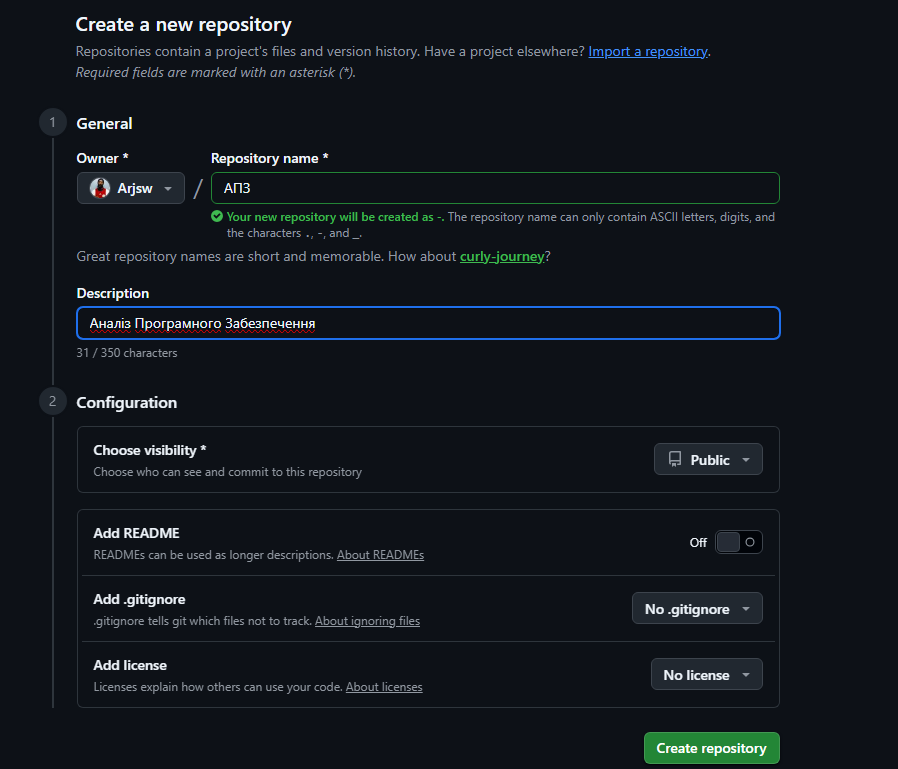 Create a new repository
Repositories contain a project's files and version history. Have a project elsewhere? Import a repository.
Required fields are marked with an asterisk (*).
1 General
Owner * Repository name *
Arjsw / АПЗ
Your new repository will be created as -. The repository name can only contain ASCII letters, digits, and
the characters ., -, and _.
Great repository names are short and memorable. How about curly-journey?
Description
Аналіз Програмного Забезпечення
31 / 350 characters
2 Configuration
Choose visibility *
Choose who can see and commit to this repository
Public
Add README
READMEs can be used as longer descriptions. About READMEs
Off
Add .gitignore
.gitignore tells git which files not to track. About ignoring files
No .gitignore
Add license
Licenses explain how others can use your code. About licenses
No license
Create repository